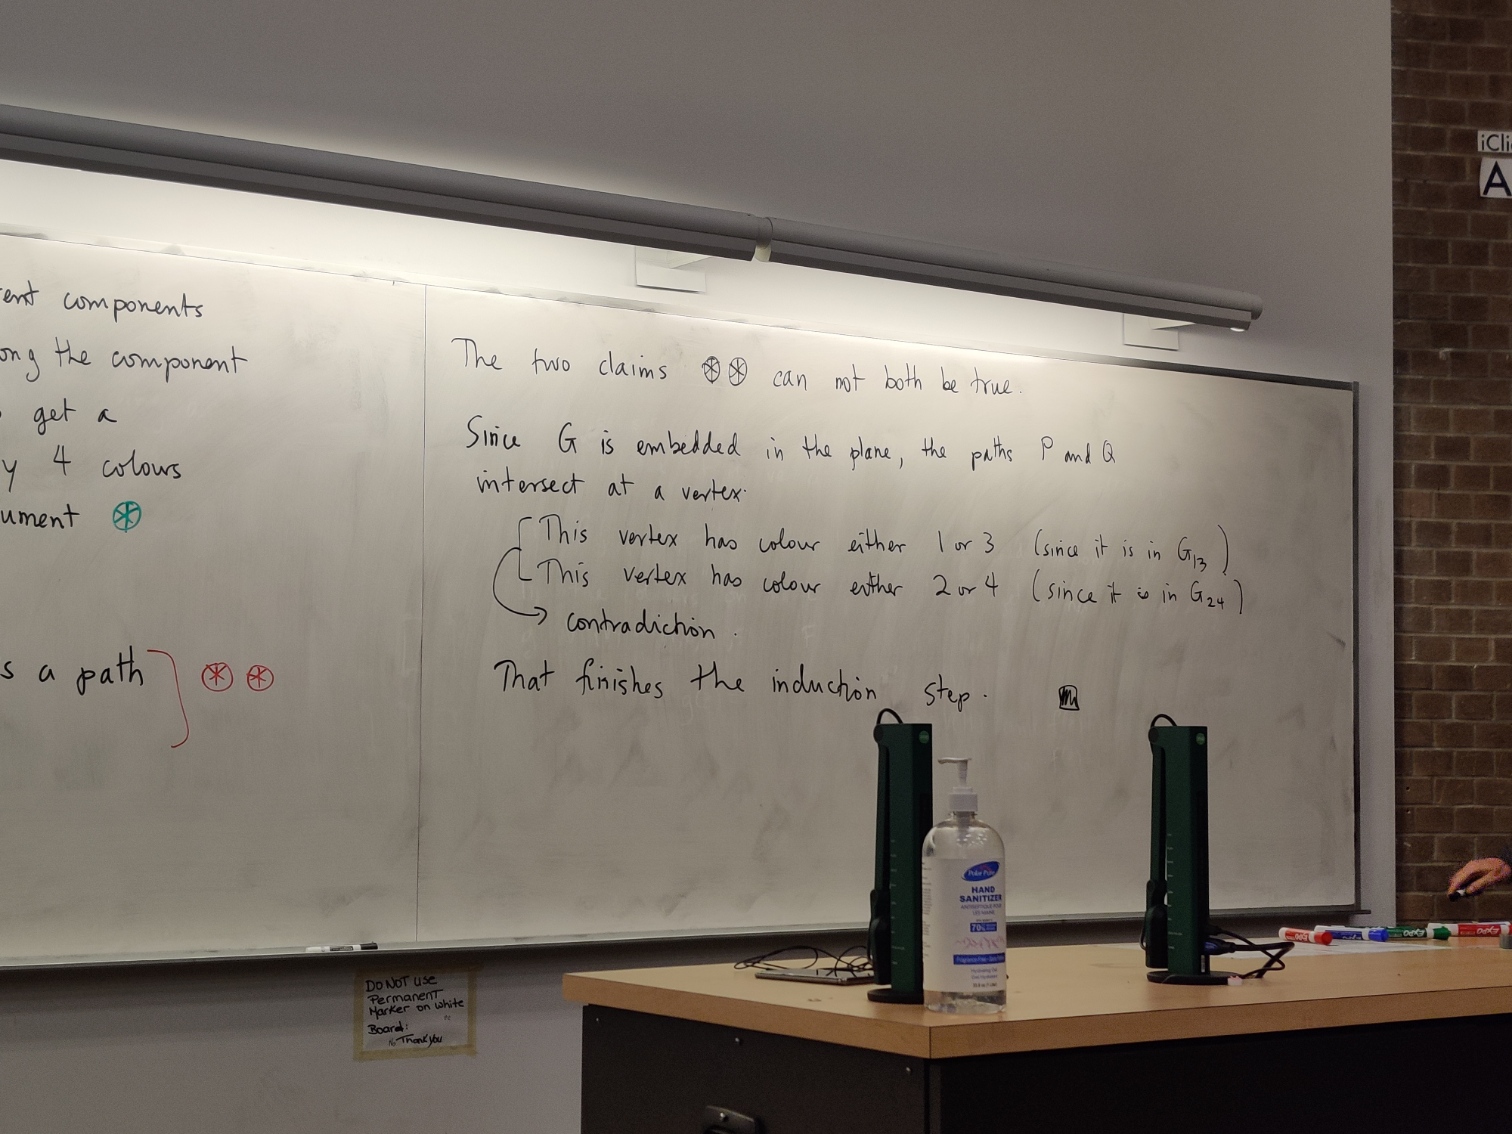 ent components
ong the component
get a
y 4 colours
ument ⊛
s a path ⊛ ⊛
The two claims ⊛⊛ can not both be true.
Since G is embedded in the plane, the paths P and Q
intersect at a vertex.
This vertex has colour either 1 or 3 (since it is in G13)
This vertex has colour either 2 or 4 (since it is in G24)
contradiction.
That finishes the induction step.
iCli
A
DO NOT USE
Permanent
Marker on white
Board:
Thank you
Polar Pure
HAND
SANITIZER
70%
EXPO
EXPO